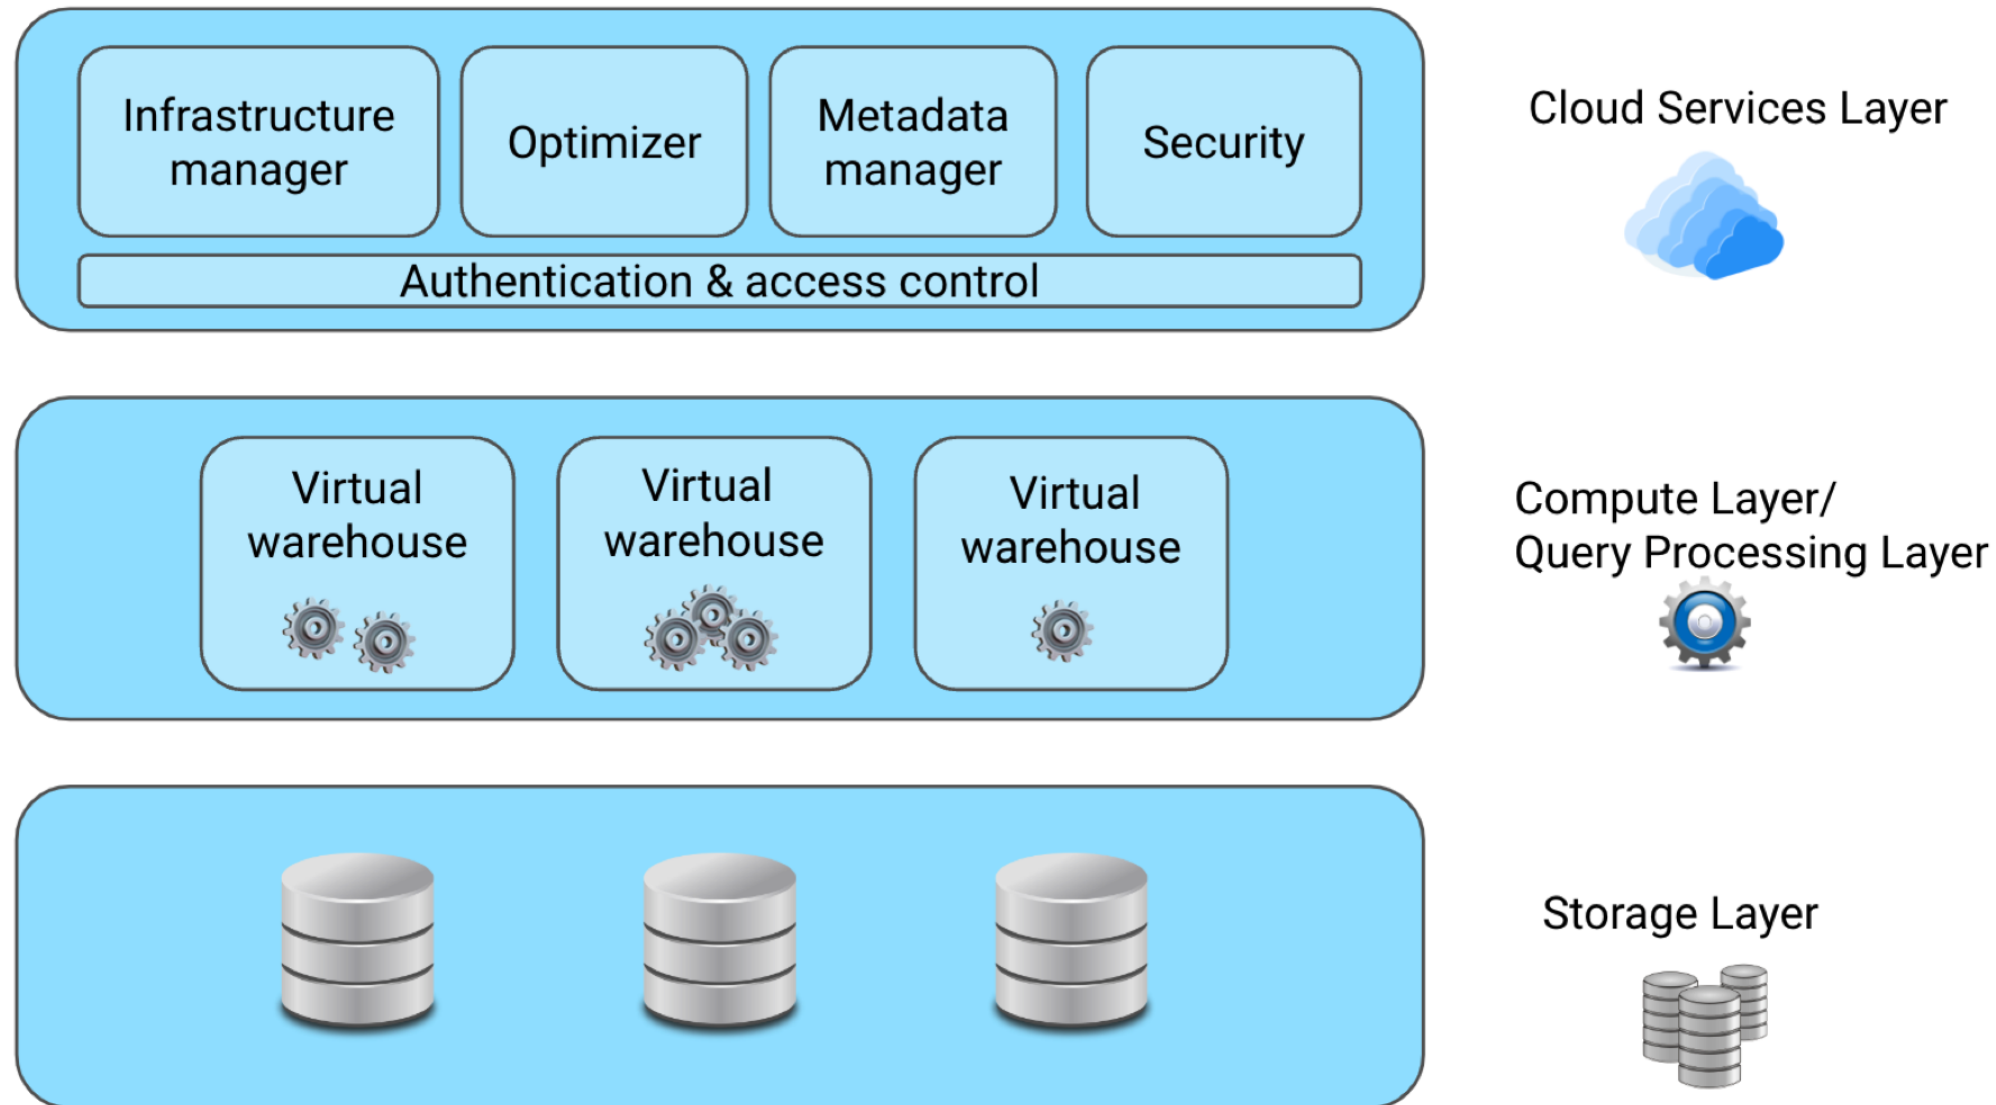 Infrastructure
manager
Optimizer
Metadata
manager
Security
Authentication & access control
Cloud Services Layer
Virtual
warehouse
Virtual
warehouse
Virtual
warehouse
Compute Layer/
Query Processing Layer
Storage Layer